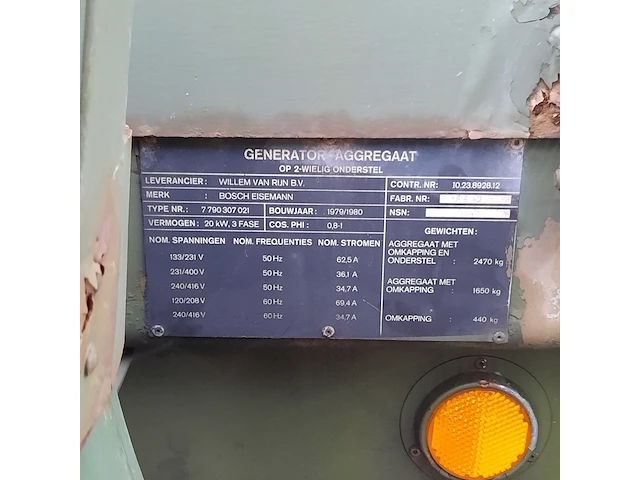 GENERATOR-AGGREGAAT
OP 2-WIELIG ONDERSTEL
LEVERANCIER: WILLEM VAN RIJN B.V.
MERK : BOSCH EISEMANN
TYPE NR.: 7 790 307 021 BOUWJAAR: 1979/1980
VERMOGEN: 20 kW, 3 FASE COS. PHI : 0,8-1
CONTR. NR: 10.23.8928.12
FABR. NR:
NSN:
NOM. SPANNINGEN NOM. FREQUENTIES NOM. STROMEN
133/231 V 50 Hz 62,5 A
231/400 V 50 Hz 36,1 A
240/416 V 50 Hz 34,7 A
120/208 V 60 Hz 69,4 A
240/416 V 60 Hz 34,7 A
GEWICHTEN:
AGGREGAAT MET
OMKAPPING EN
ONDERSTEL : 2470 kg
AGGREGAAT MET
OMKAPPING : 1650 kg
OMKAPPING : 440 kg